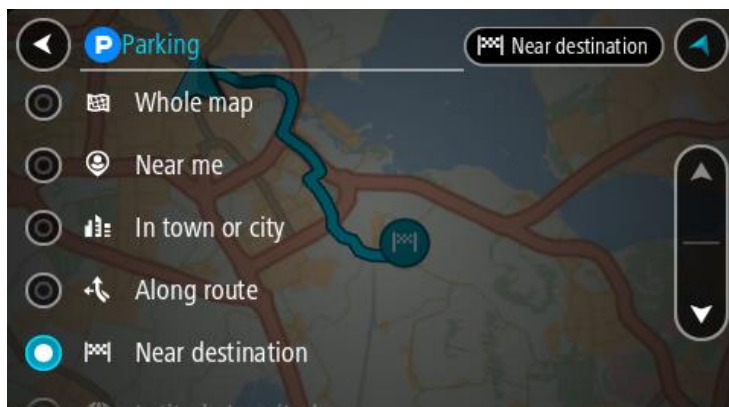 P Parking
Near destination
Whole map
Near me
In town or city
Along route
Near destination